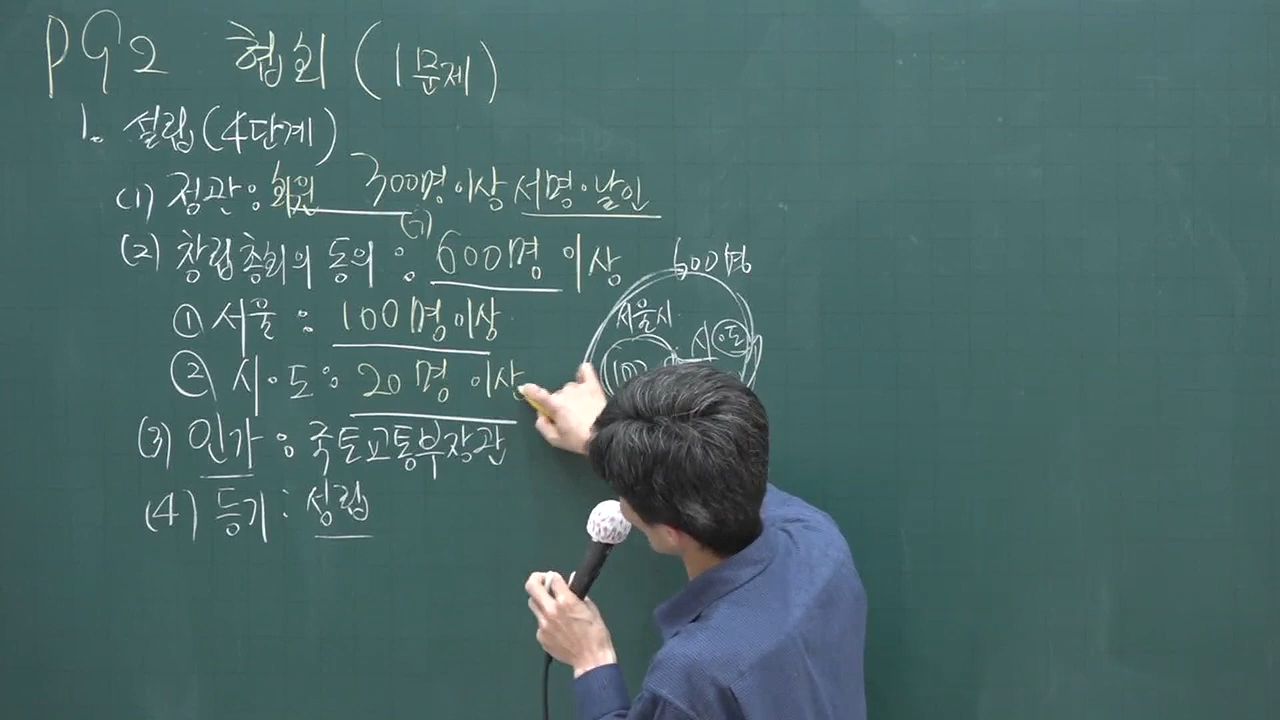 P92 협회 (1문제)
1. 설립(4단계)
(1) 정관 : 회원 300명 이상 서명·날인
(2) 창립총회의 동의 : 600명 이상
① 서울 : 100명 이상
② 시·도 : 20명 이상
(3) 인가 : 국토교통부장관
(4) 등기 : 성립
600명
서울시
시·도
100